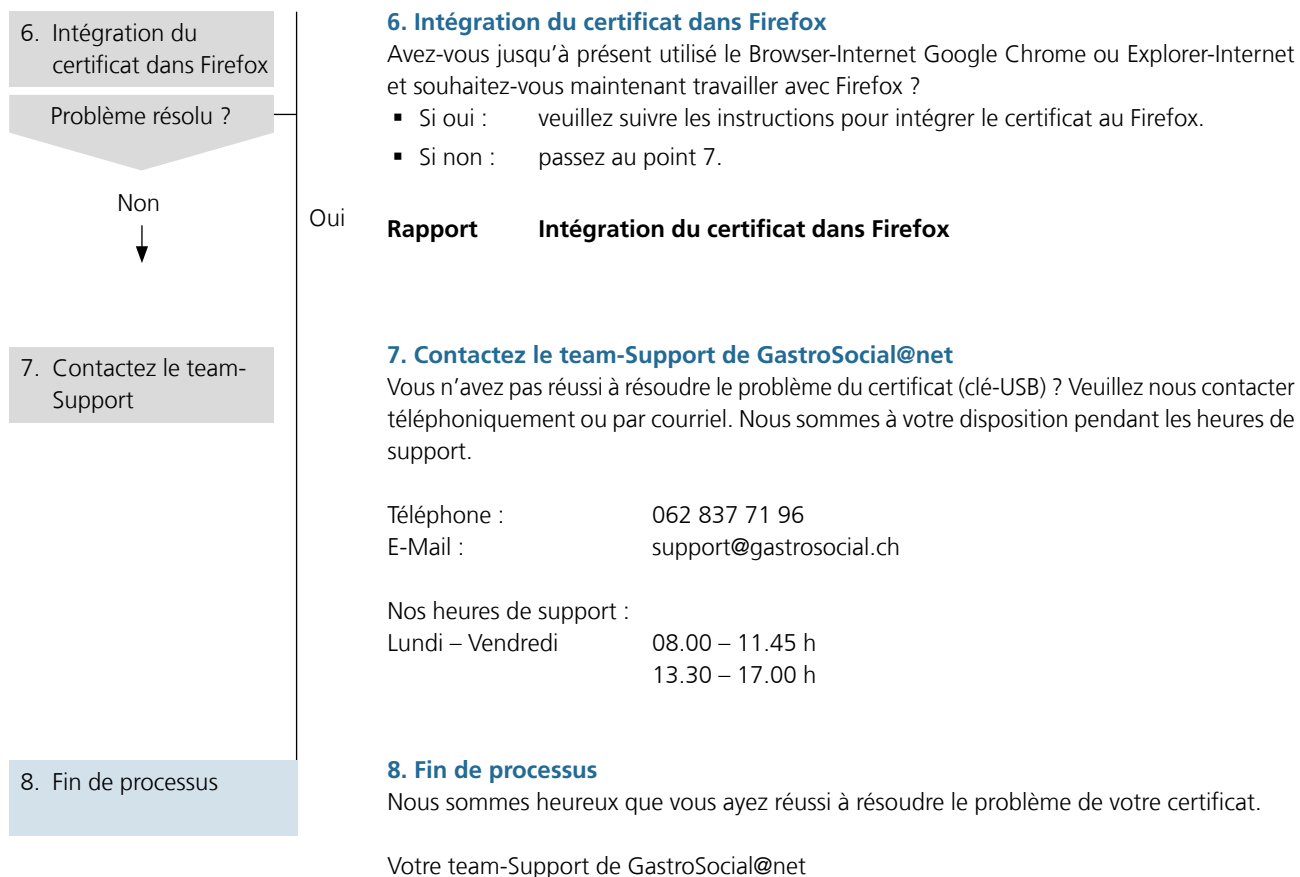 6. Intégration du
certificat dans Firefox
Problème résolu ?
Non
Oui
6. Intégration du certificat dans Firefox
Avez-vous jusqu’à présent utilisé le Browser-Internet Google Chrome ou Explorer-Internet
et souhaitez-vous maintenant travailler avec Firefox ?
▪ Si oui : veuillez suivre les instructions pour intégrer le certificat au Firefox.
▪ Si non : passez au point 7.
Rapport Intégration du certificat dans Firefox
7. Contactez le team-
Support
7. Contactez le team-Support de GastroSocial@net
Vous n’avez pas réussi à résoudre le problème du certificat (clé-USB) ? Veuillez nous contacter
téléphoniquement ou par courriel. Nous sommes à votre disposition pendant les heures de
support.
Téléphone : 062 837 71 96
E-Mail : support@gastrosocial.ch
Nos heures de support :
Lundi – Vendredi 08.00 – 11.45 h
13.30 – 17.00 h
8. Fin de processus
8. Fin de processus
Nous sommes heureux que vous ayez réussi à résoudre le problème de votre certificat.
Votre team-Support de GastroSocial@net